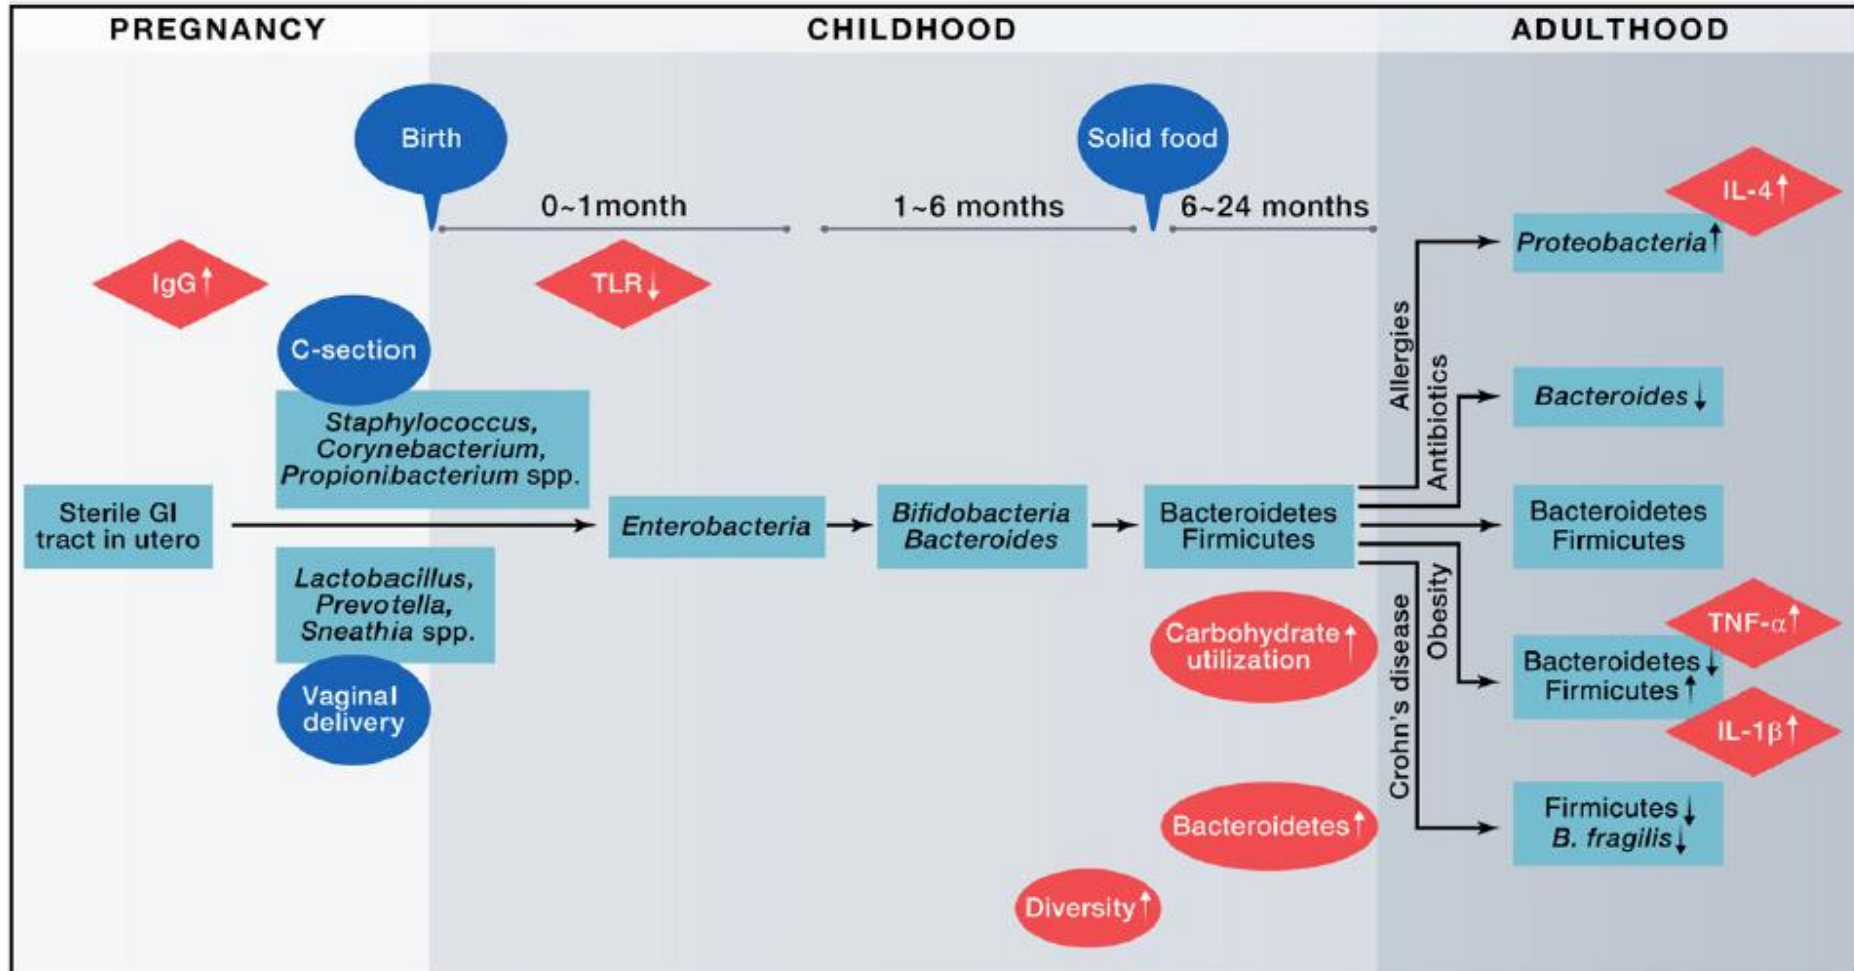 PREGNANCY
CHILDHOOD
ADULTHOOD
Birth
Solid food
0~1month
1~6 months
6~24 months
IgG↑
TLR↓
IL-4↑
Proteobacteria↑
C-section
Staphylococcus,
Corynebacterium,
Propionibacterium spp.
Allergies
Antibiotics
Bacteroides↓
Sterile GI
tract in utero
Enterobacteria
Bifidobacteria
Bacteroides
Bacteroidetes
Firmicutes
Bacteroidetes
Firmicutes
Lactobacillus,
Prevotella,
Sneathia spp.
Vaginal
delivery
Carbohydrate↑
utilization
Crohn's disease
Obesity
TNF-α↑
Bacteroidetes↓
Firmicutes↑
IL-1β↑
Bacteroidetes↑
Firmicutes↓
B. fragilis↓
Diversity↑